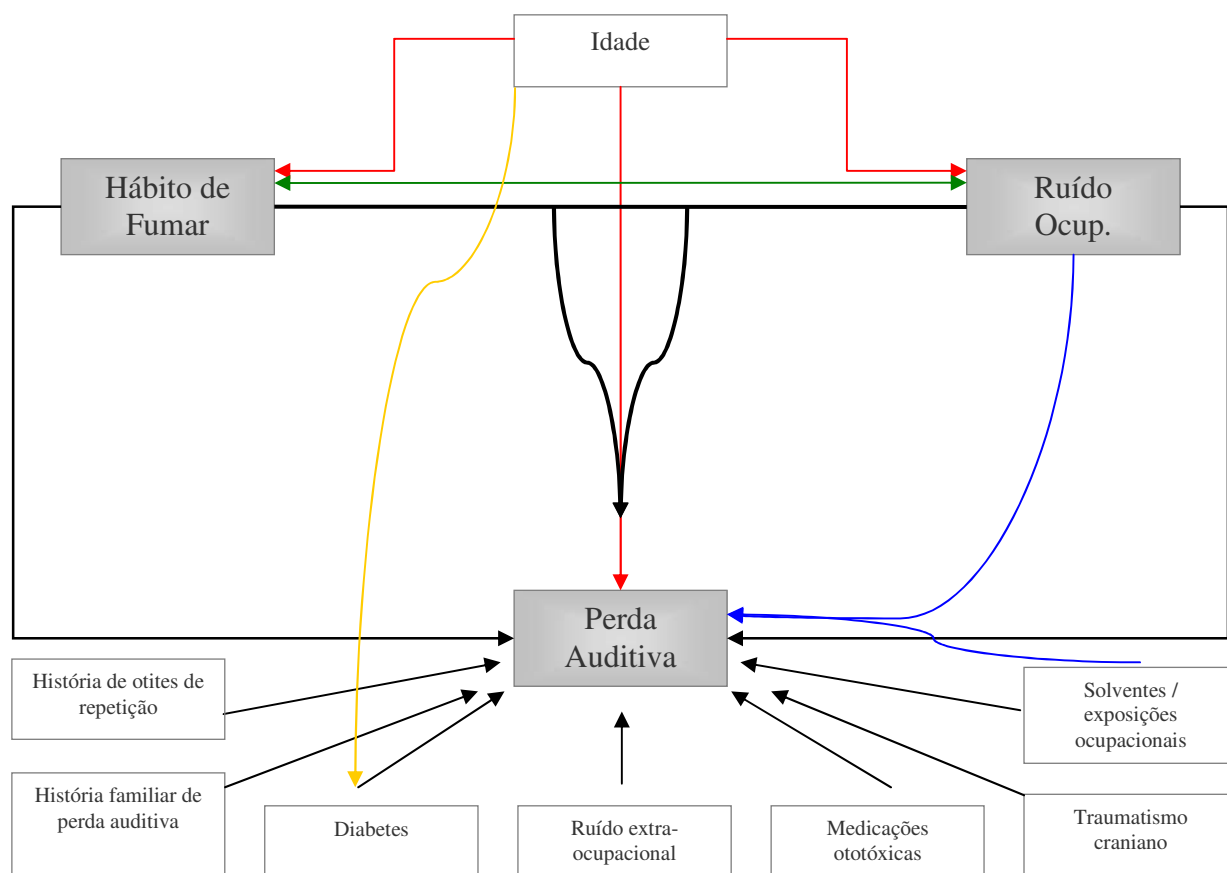 Idade
Hábito de
Fumar
Ruído
Ocup.
Perda
Auditiva
História de otites de
repetição
Solventes /
exposições
ocupacionais
História familiar de
perda auditiva
Diabetes
Ruído extra-
ocupacional
Medicações
ototóxicas
Traumatismo
craniano